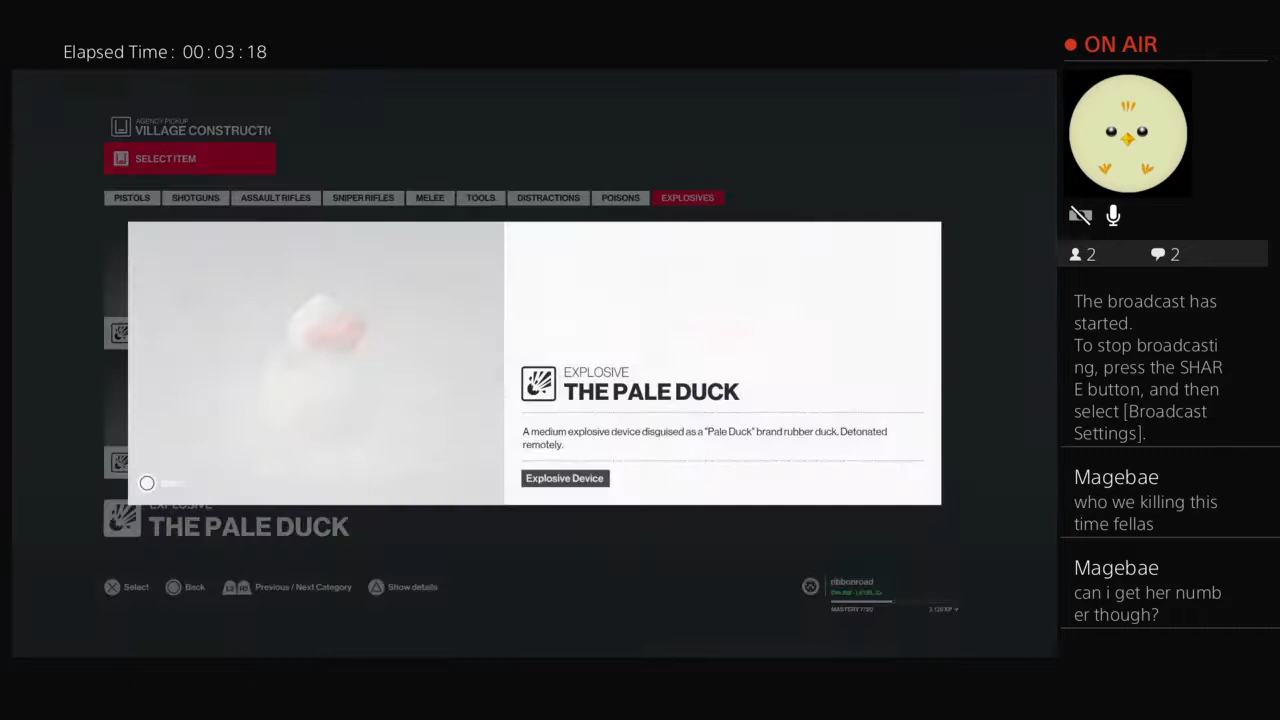 Elapsed Time: 00:03:18
ON AIR
AGENCY PICKUP
VILLAGE CONSTRUCTI
SELECT ITEM
PISTOLS SHOTGUNS ASSAULT RIFLES SNIPER RIFLES MELEE TOOLS DISTRACTIONS POISONS EXPLOSIVES
EXPLOSIVE
THE PALE DUCK
A medium explosive device disguised as a "Pale Duck" brand rubber duck. Detonated
remotely.
Explosive Device
EXPLOSIVE
THE PALE DUCK
Select Back Previous / Next Category Show details
ribbonroad
2 2
The broadcast has
started.
To stop broadcasti
ng, press the SHAR
E button, and then
select [Broadcast
Settings].
Magebae
who we killing this
time fellas
Magebae
can i get her numb
er though?